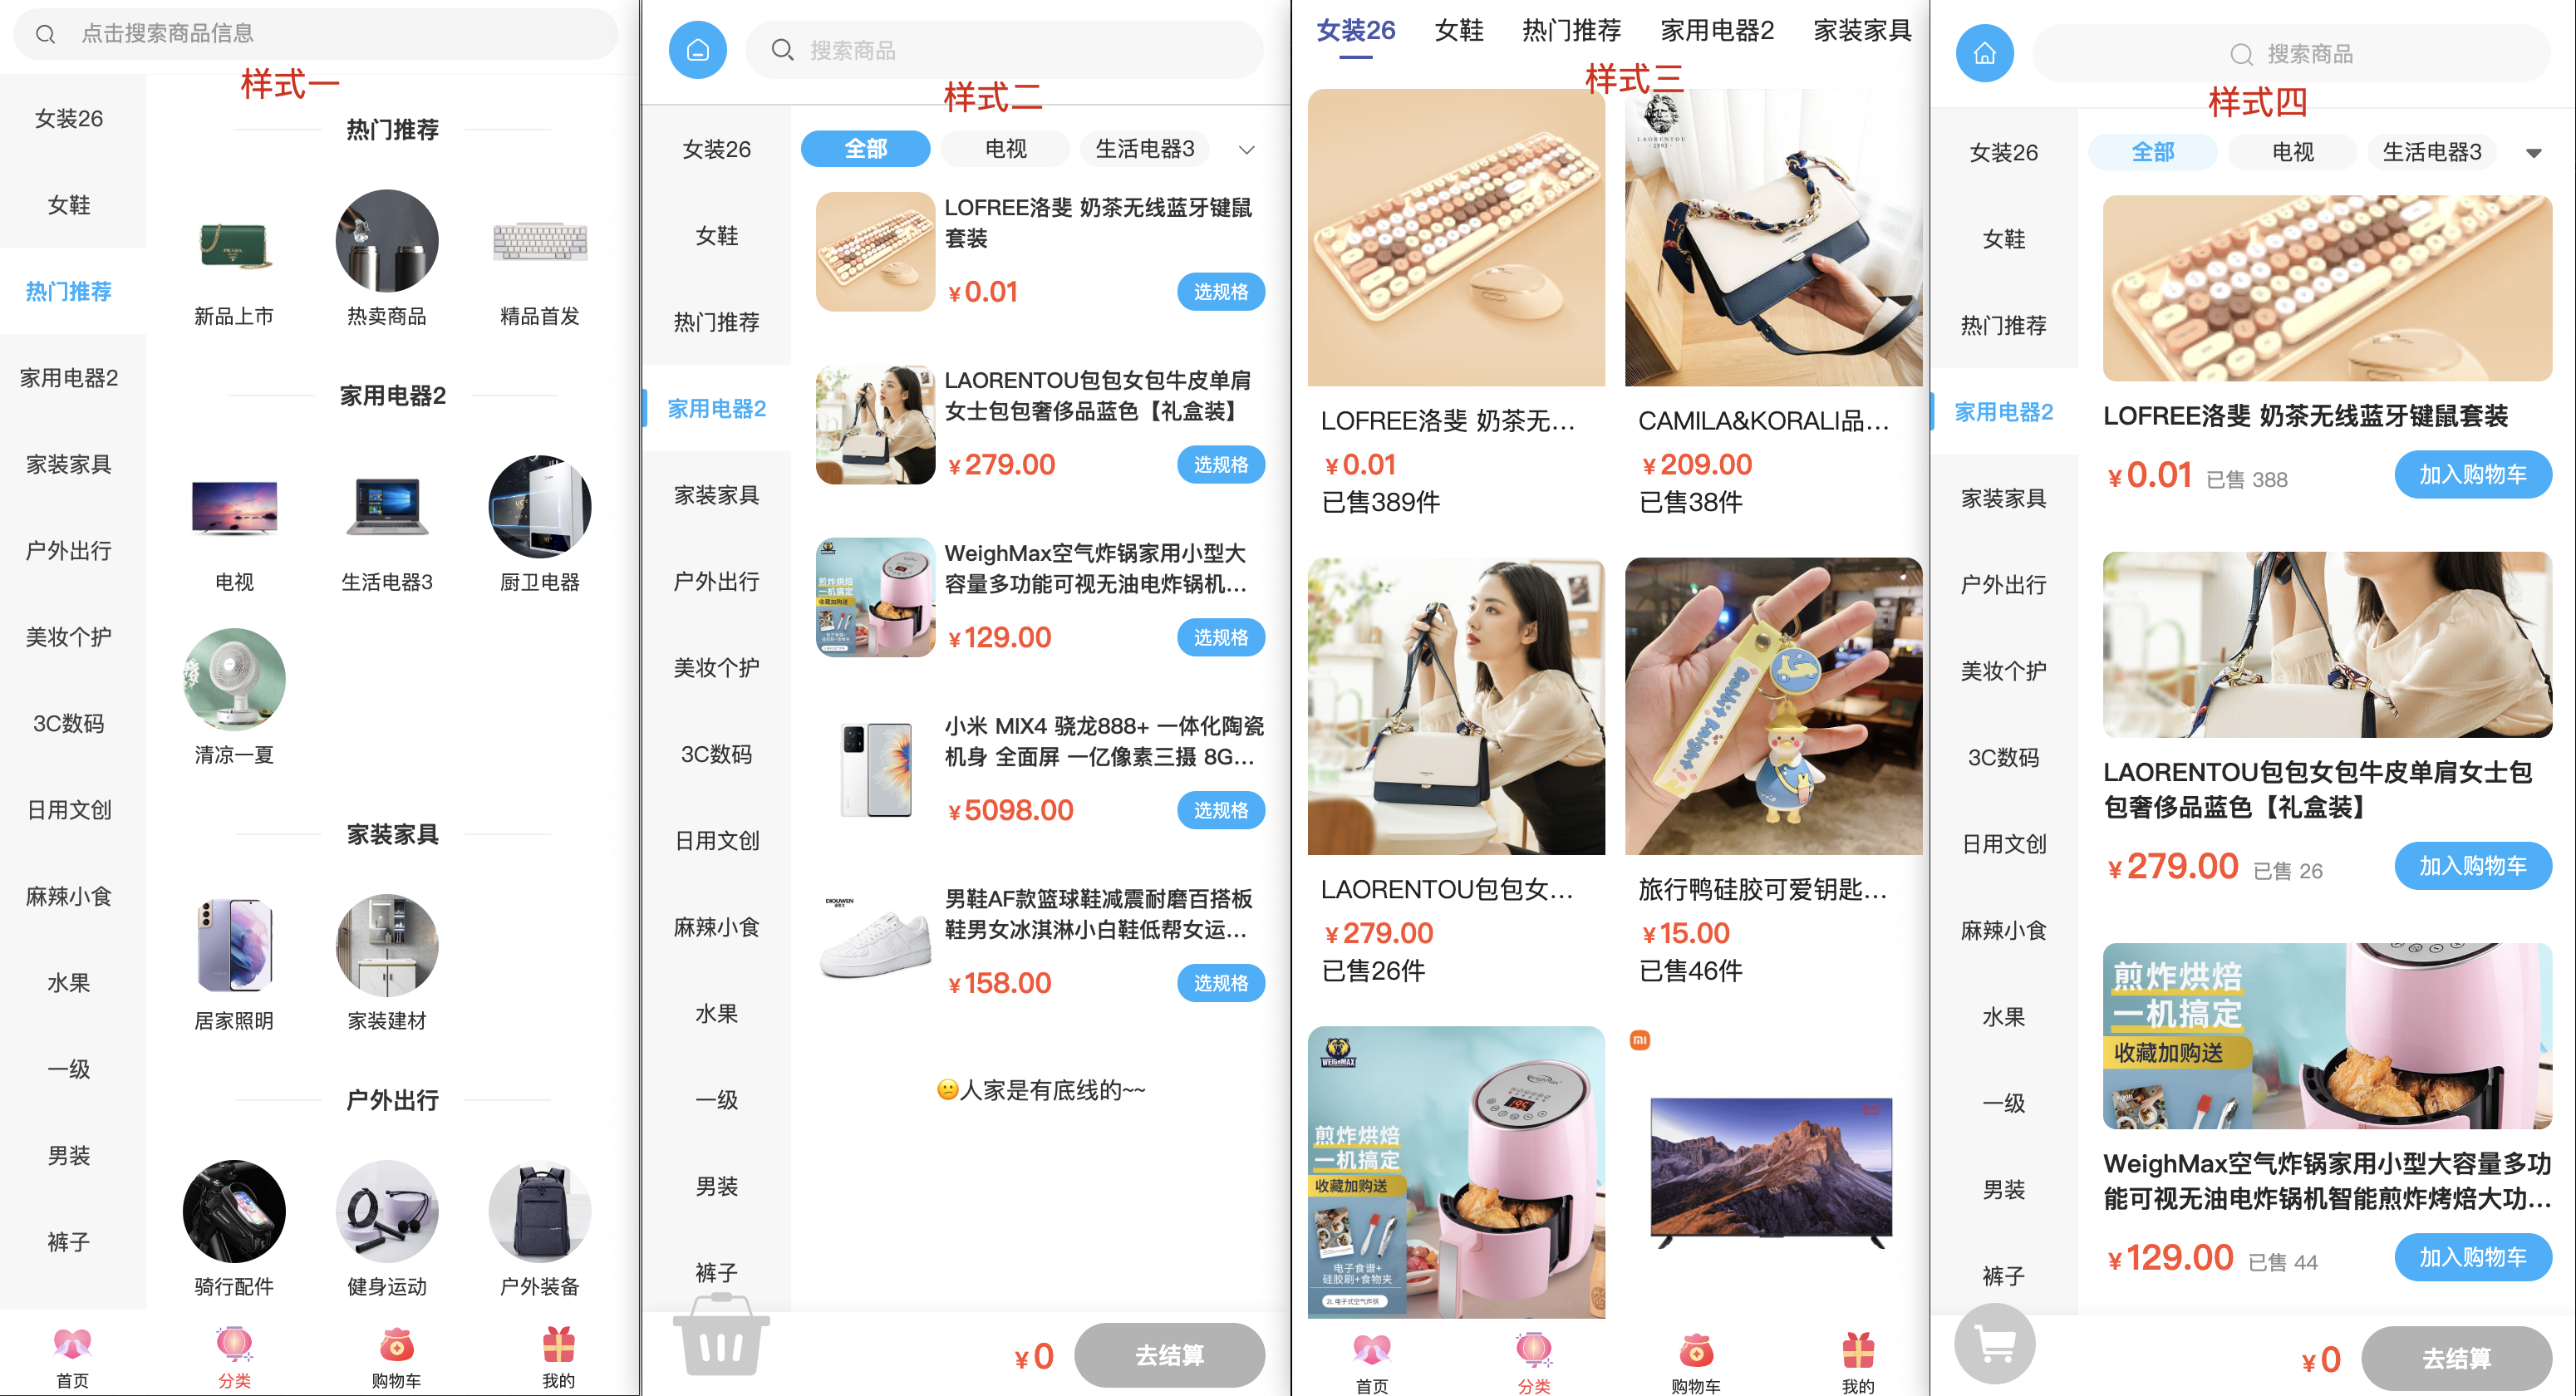 点击搜索商品信息
样式一
女装26
女鞋
热门推荐
家用电器2
家装家具
户外出行
美妆个护
3C数码
日用文创
麻辣小食
水果
一级
男装
裤子
热门推荐
新品上市
热卖商品
精品首发
家用电器2
电视
生活电器3
厨卫电器
清凉一夏
家装家具
居家照明
家装建材
户外出行
骑行配件
健身运动
户外装备
首页
分类
购物车
我的
搜索商品
样式二
女装26
女鞋
热门推荐
家用电器2
家装家具
户外出行
美妆个护
3C数码
日用文创
麻辣小食
水果
一级
男装
裤子
全部
电视
生活电器3
LOFREE洛斐 奶茶无线蓝牙键鼠
套装
¥0.01
选规格
LAORENTOU包包女包牛皮单肩
女士包包奢侈品蓝色【礼盒装】
¥279.00
选规格
WeighMax空气炸锅家用小型大
容量多功能可视无油电炸锅机...
¥129.00
选规格
小米 MIX4 骁龙888+ 一体化陶瓷
机身 全面屏 一亿像素三摄 8G...
¥5098.00
选规格
男鞋AF款篮球鞋减震耐磨百搭板
鞋男女冰淇淋小白鞋低帮女运...
¥158.00
选规格
😕人家是有底线的~~
¥0
去结算
女装26
女鞋
热门推荐
家用电器2
家装家具
样式三
LAORENTOU
·1993·
LOFREE洛斐 奶茶无...
¥0.01
已售389件
CAMILA&KORALI品...
¥209.00
已售38件
LAORENTOU包包女...
¥279.00
已售26件
旅行鸭硅胶可爱钥匙...
¥15.00
已售46件
WEIGHMAX
煎炸烘焙
一机搞定
收藏加购送
电子食谱+
硅胶刷+食物夹
mi
首页
分类
购物车
我的
搜索商品
样式四
女装26
女鞋
热门推荐
家用电器2
家装家具
户外出行
美妆个护
3C数码
日用文创
麻辣小食
水果
一级
男装
裤子
全部
电视
生活电器3
LOFREE洛斐 奶茶无线蓝牙键鼠套装
¥0.01 已售 388
加入购物车
LAORENTOU包包女包牛皮单肩女士包
包奢侈品蓝色【礼盒装】
¥279.00 已售 26
加入购物车
煎炸烘焙
一机搞定
收藏加购送
WeighMax空气炸锅家用小型大容量多功
能可视无油电炸锅机智能煎炸烤焙大功...
¥129.00 已售 44
加入购物车
¥0
去结算